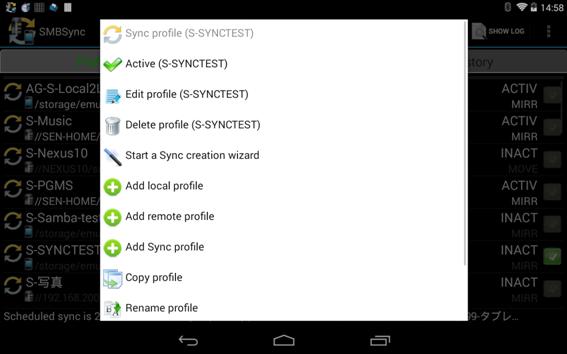 14:58
SMBSync
SHOW LOG
story
AG-S-Local2L
ACTIV
/storage/emu
MIRR
S-Music
ACTIV
//SEN-HOME/
MIRR
S-Nexus10
INACT
//NEXUS10/s
MOVE
S-PGMS
ACTIV
//SEN-HOME/
MIRR
S-Samba-tes
INACT
/storage/emu
MIRR
S-SYNCTEST
INACT
/storage/emu
MIRR
S-写真
INACT
//192.168.200
MIRR
Scheduled sync is 2
99-タブレ...
Sync profile (S-SYNCTEST)
Active (S-SYNCTEST)
Edit profile (S-SYNCTEST)
Delete profile (S-SYNCTEST)
Start a Sync creation wizard
Add local profile
Add remote profile
Add Sync profile
Copy profile
Rename profile